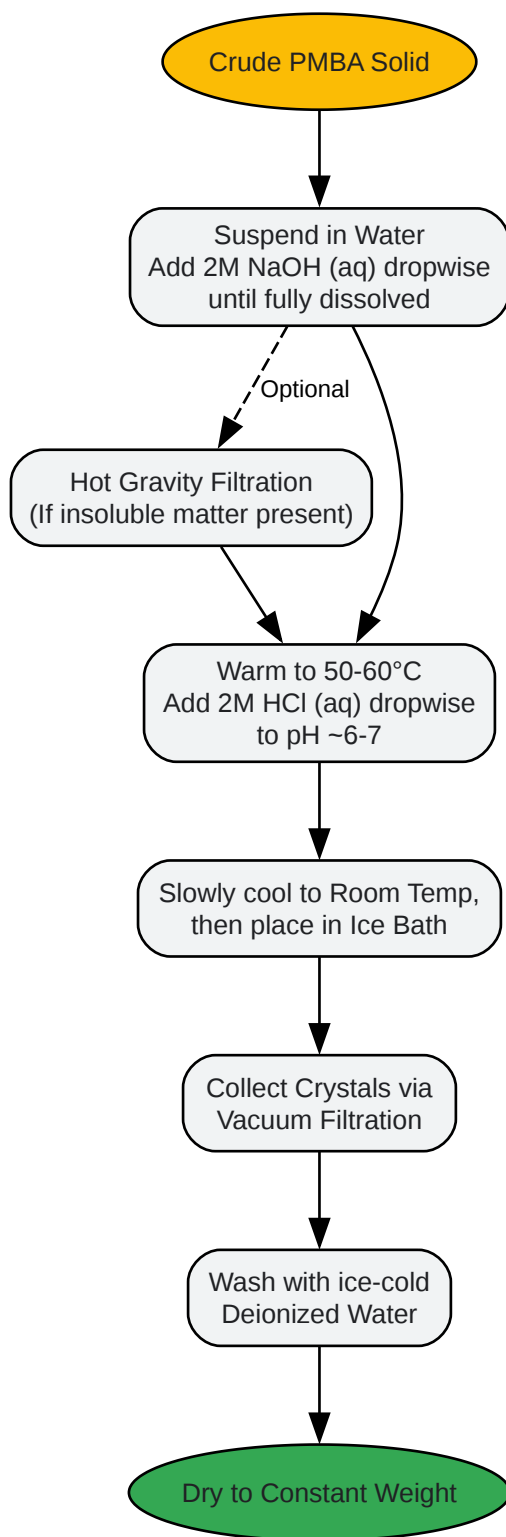 Crude PMBA Solid
Suspend in Water
Add 2M NaOH (aq) dropwise
until fully dissolved
Optional
Hot Gravity Filtration
(If insoluble matter present)
Warm to 50-60°C
Add 2M HCl (aq) dropwise
to pH ~6-7
Slowly cool to Room Temp,
then place in Ice Bath
Collect Crystals via
Vacuum Filtration
Wash with ice-cold
Deionized Water
Dry to Constant Weight